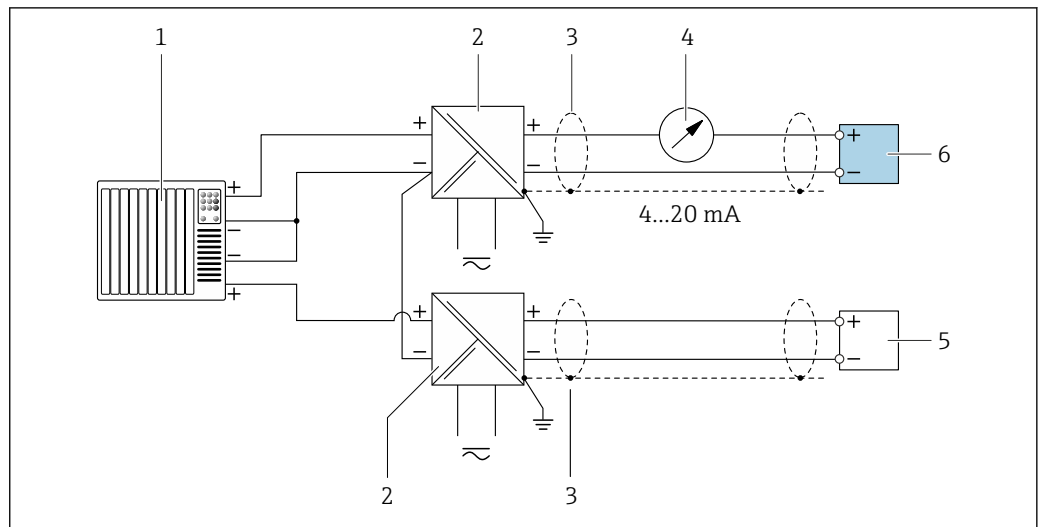 1 2 3 4
+ +
+ - - + - 6
- 4...20 mA
-
+ + + + 5
- - -
2 3